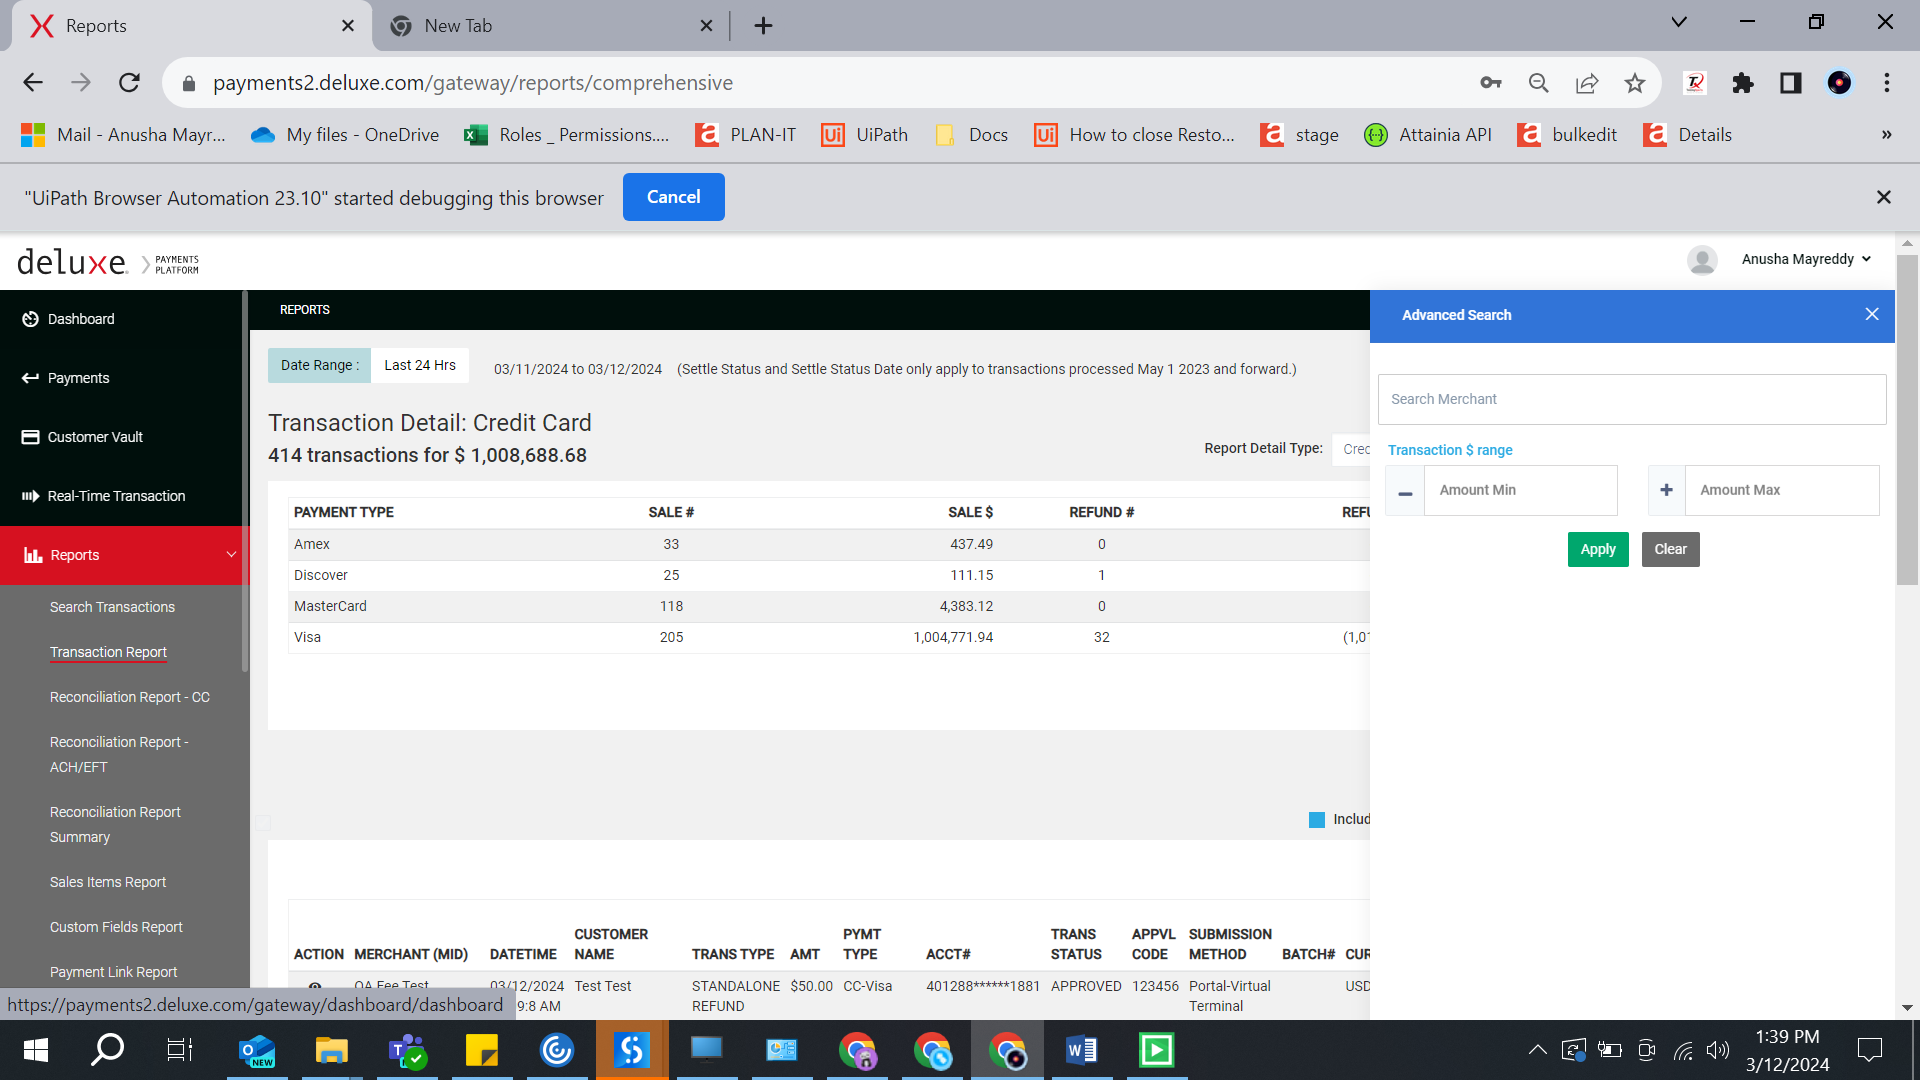 Reports
New Tab
payments2.deluxe.com/gateway/reports/comprehensive
Mail - Anusha Mayr...
My files - OneDrive
Roles _ Permissions....
PLAN-IT
UiPath
Docs
How to close Resto...
stage
Attainia API
bulkedit
Details
»
"UiPath Browser Automation 23.10" started debugging this browser
Cancel
deluxe.
PAYMENTS
PLATFORM
Anusha Mayreddy
Dashboard
Payments
Customer Vault
Real-Time Transaction
Reports
Search Transactions
Transaction Report
Reconciliation Report - CC
Reconciliation Report -
ACH/EFT
Reconciliation Report
Summary
Sales Items Report
Custom Fields Report
Payment Link Report
https://payments2.deluxe.com/gateway/dashboard/dashboard
REPORTS
Date Range : Last 24 Hrs 03/11/2024 to 03/12/2024 (Settle Status and Settle Status Date only apply to transactions processed May 1 2023 and forward.)
Transaction Detail: Credit Card
414 transactions for $ 1,008,688.68
Report Detail Type: Crec
PAYMENT TYPE SALE # SALE $ REFUND # REFU
Amex 33 437.49 0
Discover 25 111.15 1
MasterCard 118 4,383.12 0
Visa 205 1,004,771.94 32 (1,01
Includ
ACTION MERCHANT (MID) DATETIME CUSTOMER NAME TRANS TYPE AMT PYMT TYPE ACCT# TRANS STATUS APPVL CODE SUBMISSION METHOD BATCH# CUR
QA Fee Test 03/12/2024 Test Test STANDALONE $50.00 CC-Visa 401288******1881 APPROVED 123456 Portal-Virtual USD
9:8 AM REFUND Terminal
Advanced Search
Search Merchant
Transaction $ range
Amount Min
Amount Max
Apply
Clear
NEW
1:39 PM
3/12/2024